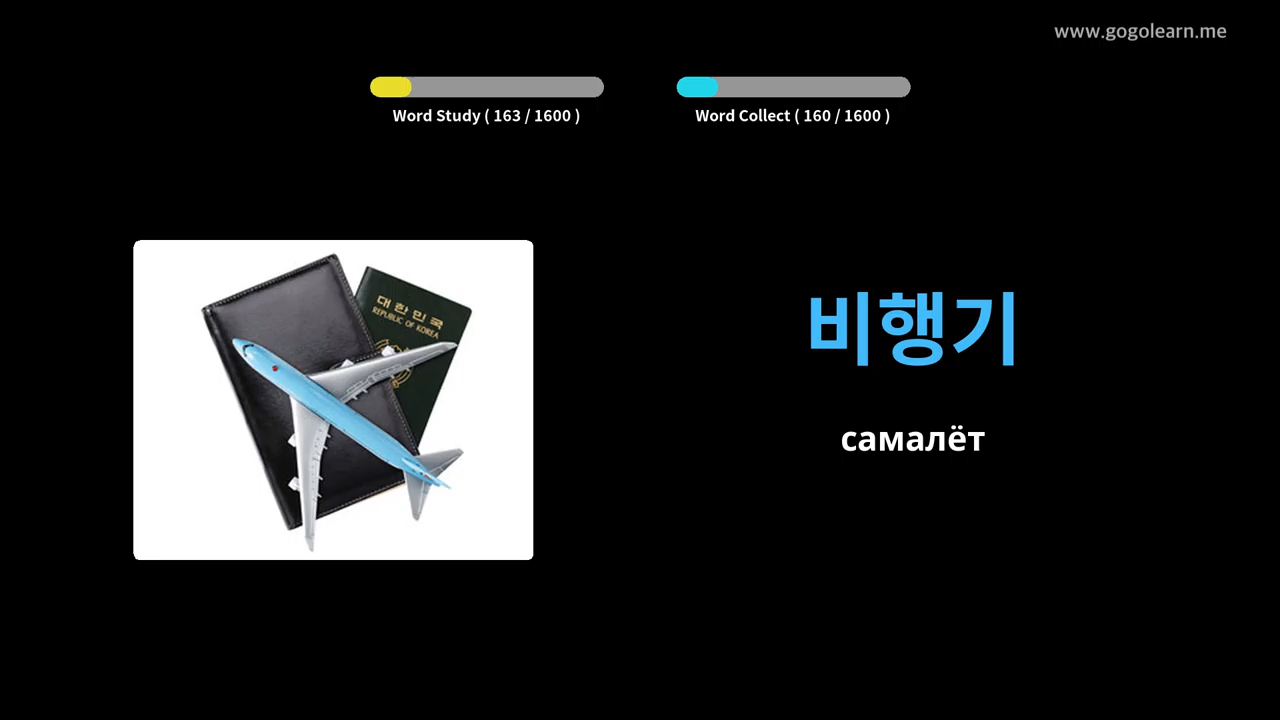 www.gogolearn.me
Word Study ( 163 / 1600 )
Word Collect ( 160 / 1600 )
대한민국
REPUBLIC OF KOREA
비행기
самалёт